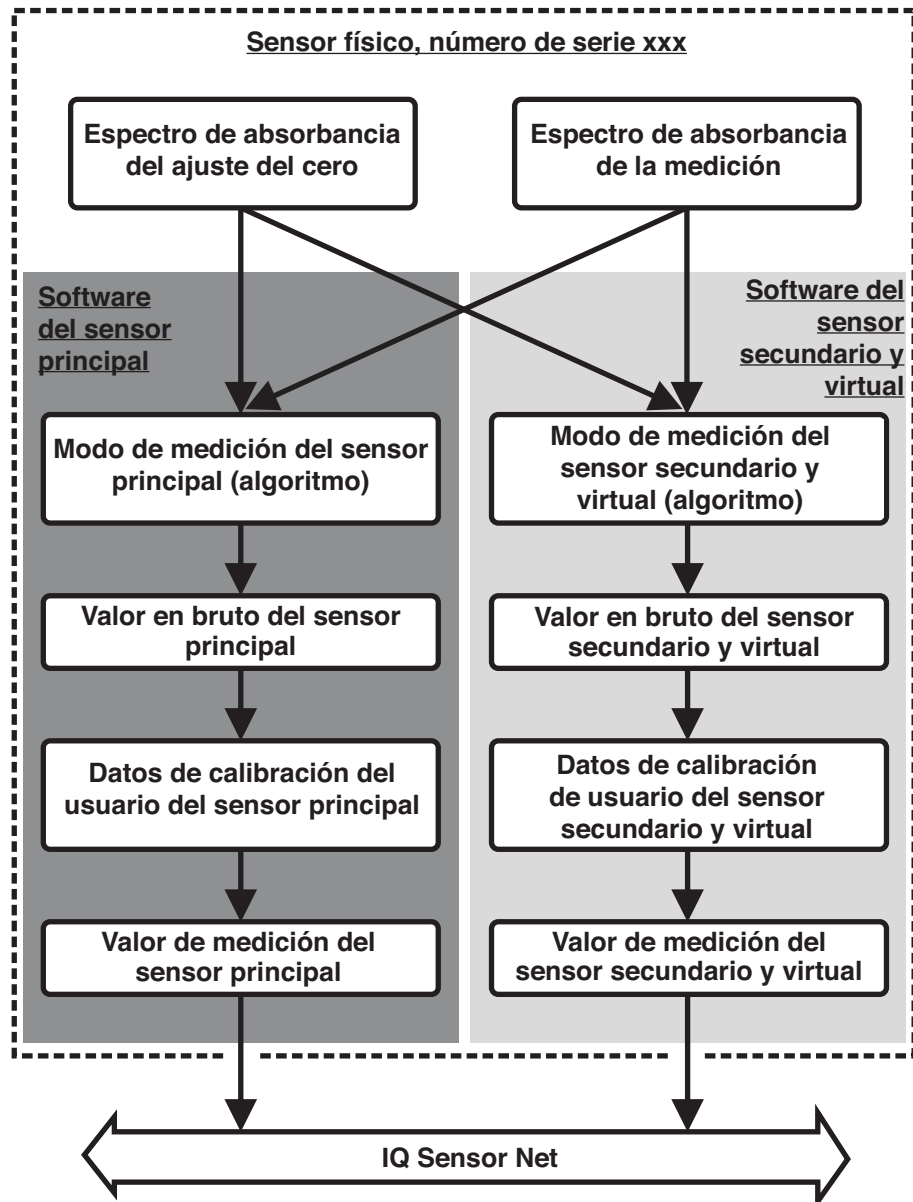 Sensor físico, número de serie xxx
Espectro de absorbancia
del ajuste del cero
Espectro de absorbancia
de la medición
Software
del sensor
principal
Software del
sensor
secundario y
virtual
Modo de medición del sensor
principal (algoritmo)
Modo de medición del
sensor secundario y
virtual (algoritmo)
Valor en bruto del sensor
principal
Valor en bruto del sensor
secundario y virtual
Datos de calibración del
usuario del sensor principal
Datos de calibración
de usuario del sensor
secundario y virtual
Valor de medición del
sensor principal
Valor de medición del
sensor secundario y virtual
IQ Sensor Net